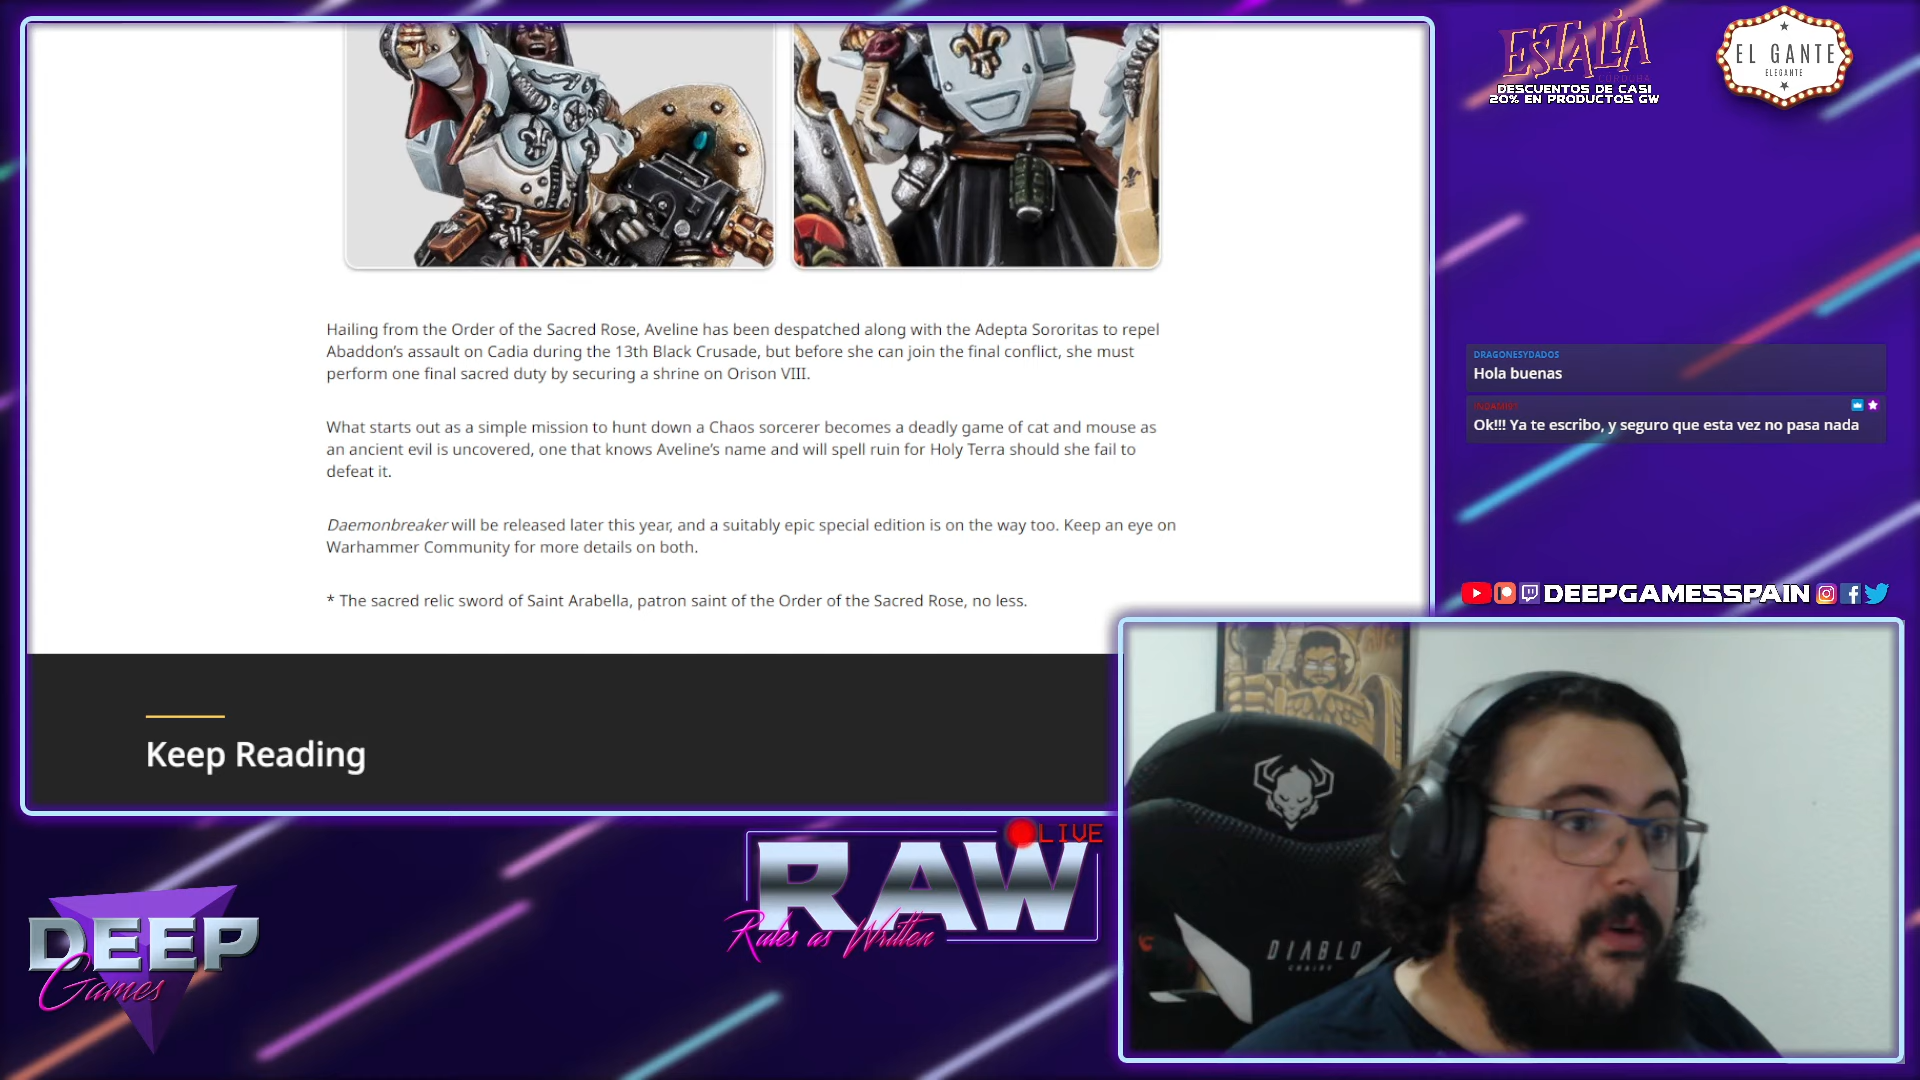 ESTALIA
CÓRDOBA
DESCUENTOS DE CASI
20% EN PRODUCTOS GW
EL GANTE
ELEGANTE
Hailing from the Order of the Sacred Rose, Aveline has been despatched along with the Adepta Sororitas to repel
Abaddon’s assault on Cadia during the 13th Black Crusade, but before she can join the final conflict, she must
perform one final sacred duty by securing a shrine on Orison VIII.
What starts out as a simple mission to hunt down a Chaos sorcerer becomes a deadly game of cat and mouse as
an ancient evil is uncovered, one that knows Aveline’s name and will spell ruin for Holy Terra should she fail to
defeat it.
Daemonbreaker will be released later this year, and a suitably epic special edition is on the way too. Keep an eye on
Warhammer Community for more details on both.
* The sacred relic sword of Saint Arabella, patron saint of the Order of the Sacred Rose, no less.
Keep Reading
DRAGONESYDADOS
Hola buenas
Ok!!! Ya te escribo, y seguro que esta vez no pasa nada
DEEPGAMESSPAIN
LIVE
RAW
Rules as Written
DEEP
Games
DIABLO
CHAIRS